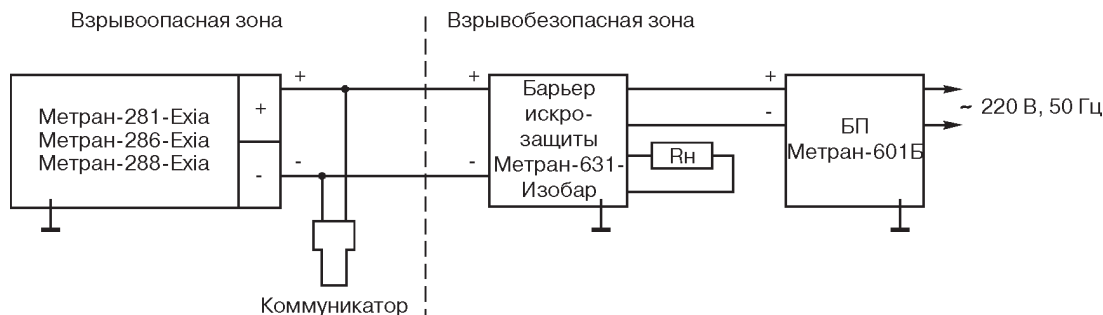 Взрывоопасная зона
Взрывобезопасная зона
Метран-281-Exia
Метран-286-Exia
Метран-288-Exia
+
-
+
-
Коммуникатор
+
-
Барьер
искро-
защиты
Метран-631-
Изобар
Rн
+
-
БП
Метран-601Б
~ 220 В, 50 Гц